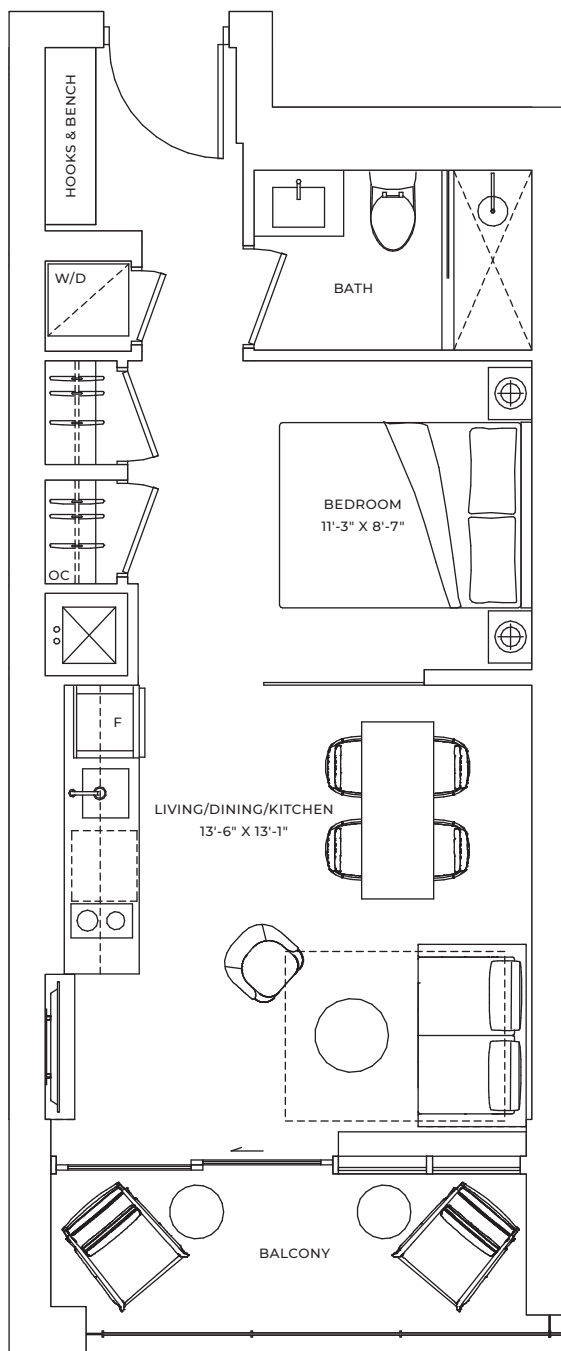 HOOKS & BENCH
W/D
BATH
BEDROOM
11'-3" X 8'-7"
OC
F
LIVING/DINING/KITCHEN
13'-6" X 13'-1"
BALCONY